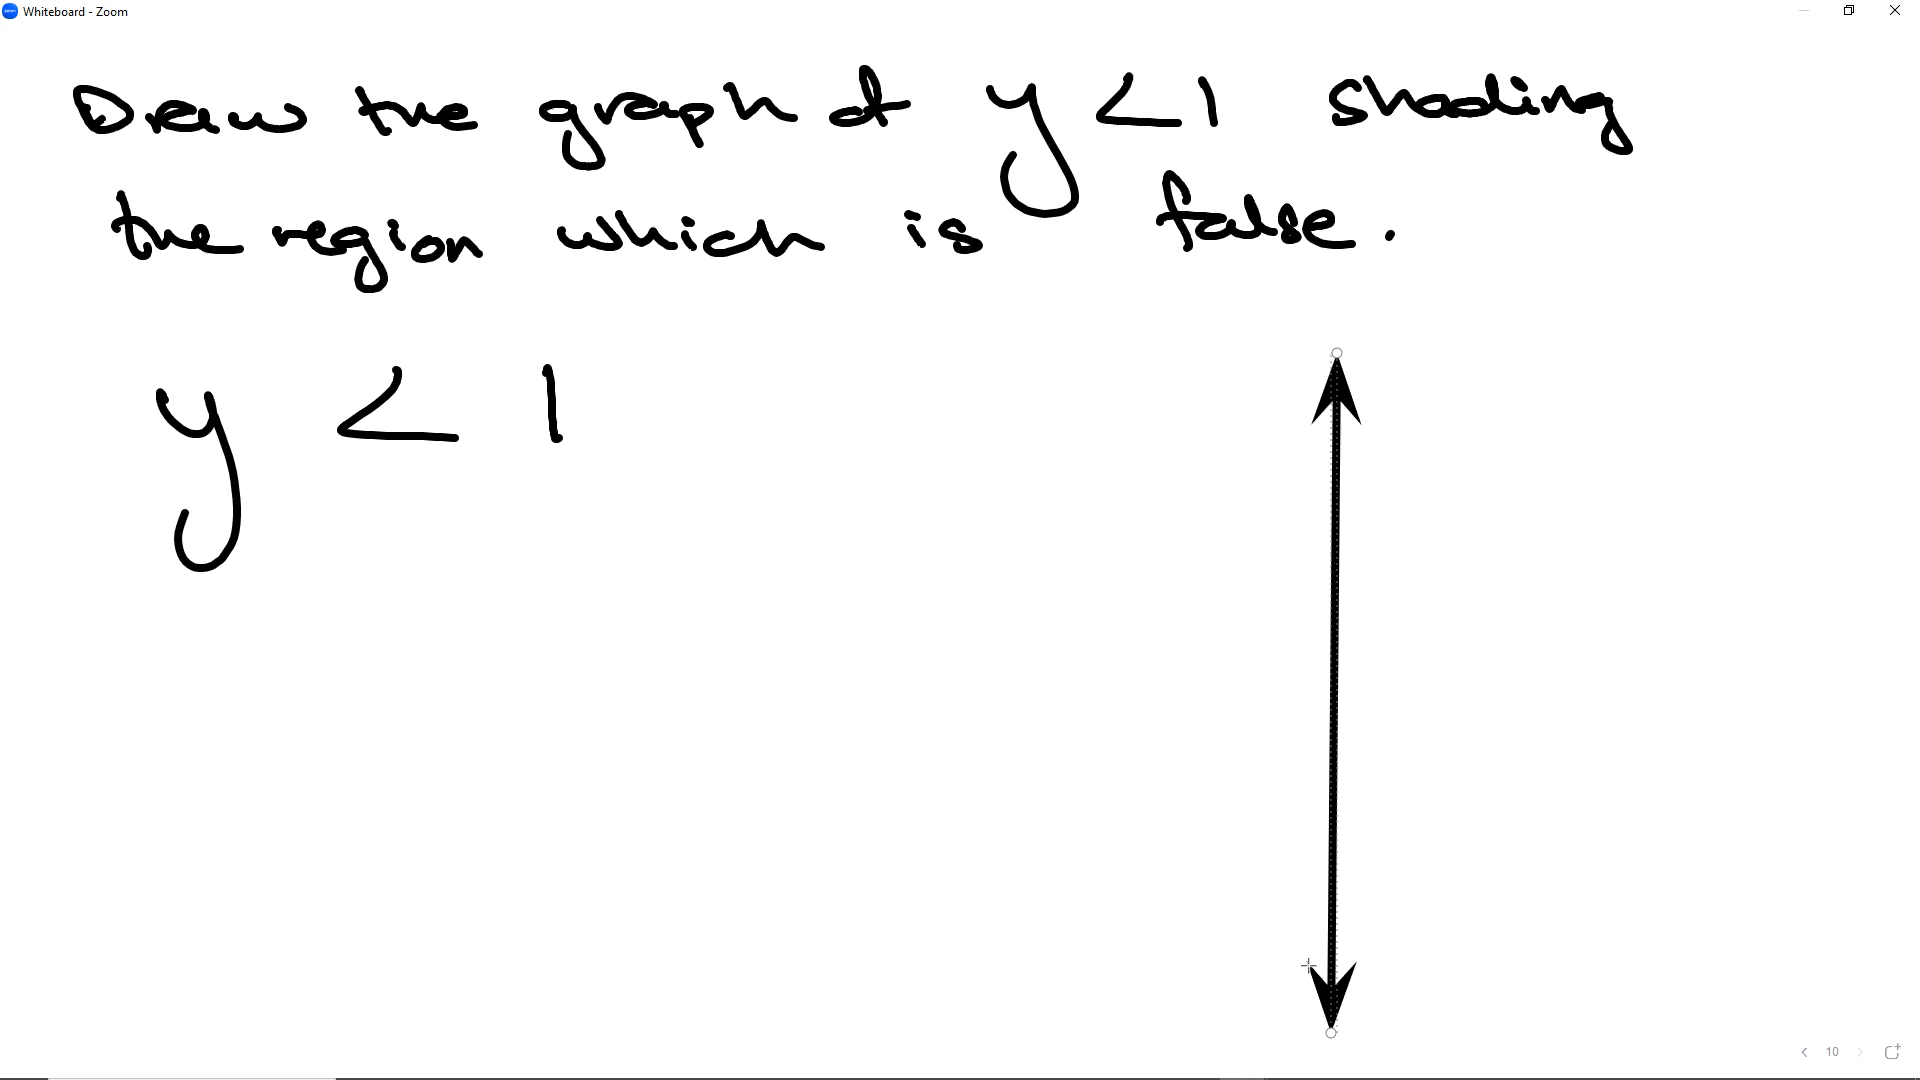 Whiteboard - Zoom
Draw the graph of y < 1 shading
the region which is false.
y < 1
10